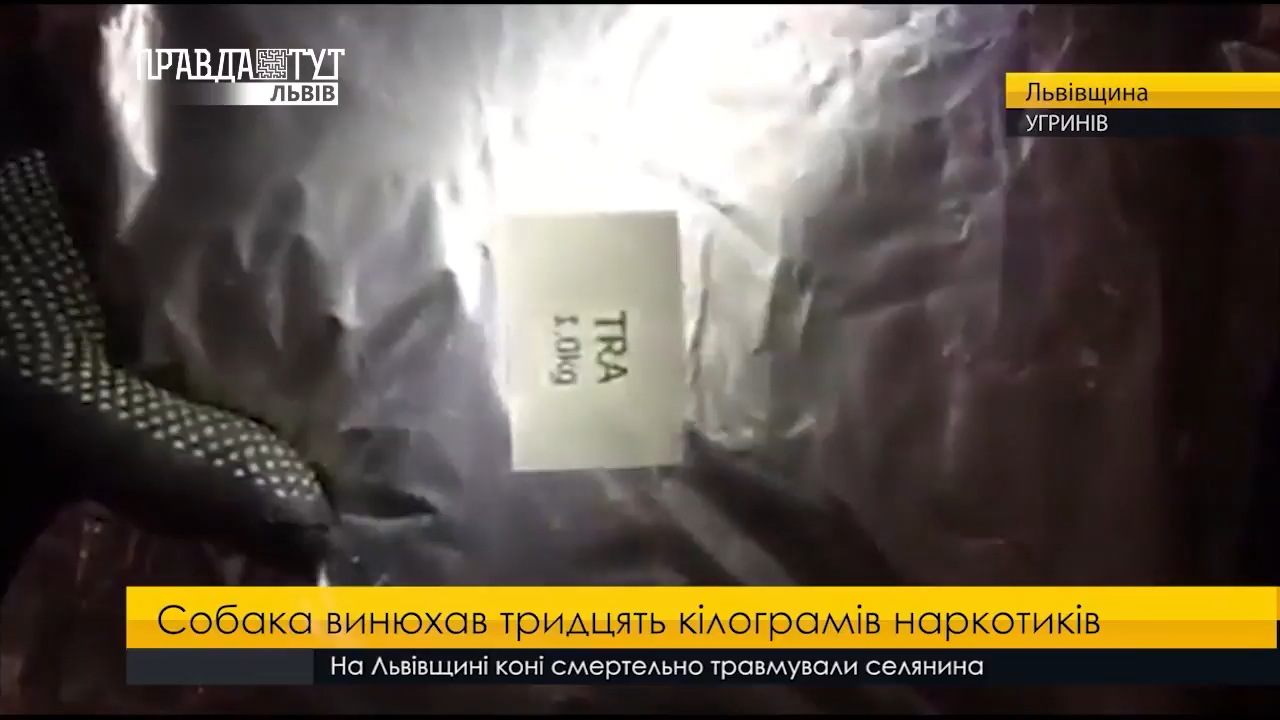 ПРАВДА ТУТ
ЛЬВІВ
Львівщина
УГРИНІВ
TRA
1.0kg
Собака винюхав тридцять кілограмів наркотиків
На Львівщині коні смертельно травмували селянина